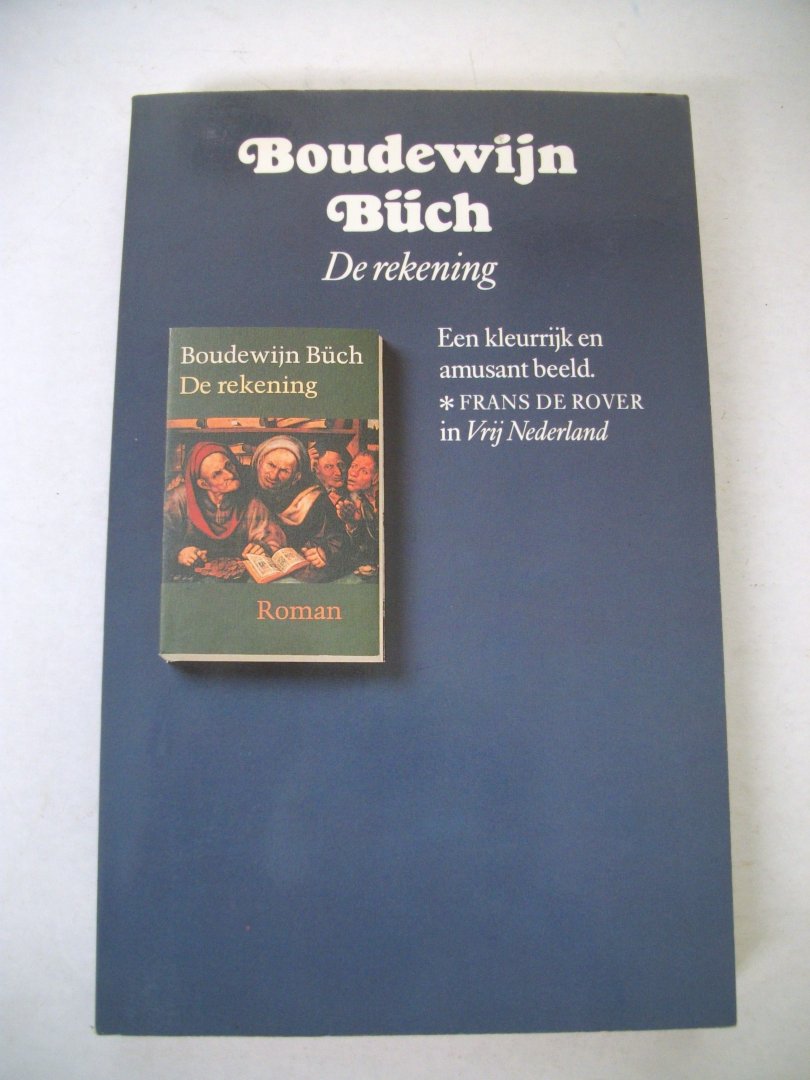 Boudewijn
Büch
De rekening
Boudewijn Büch
De rekening
Roman
Een kleurrijk en
amusant beeld.
* FRANS DE ROVER
in Vrij Nederland